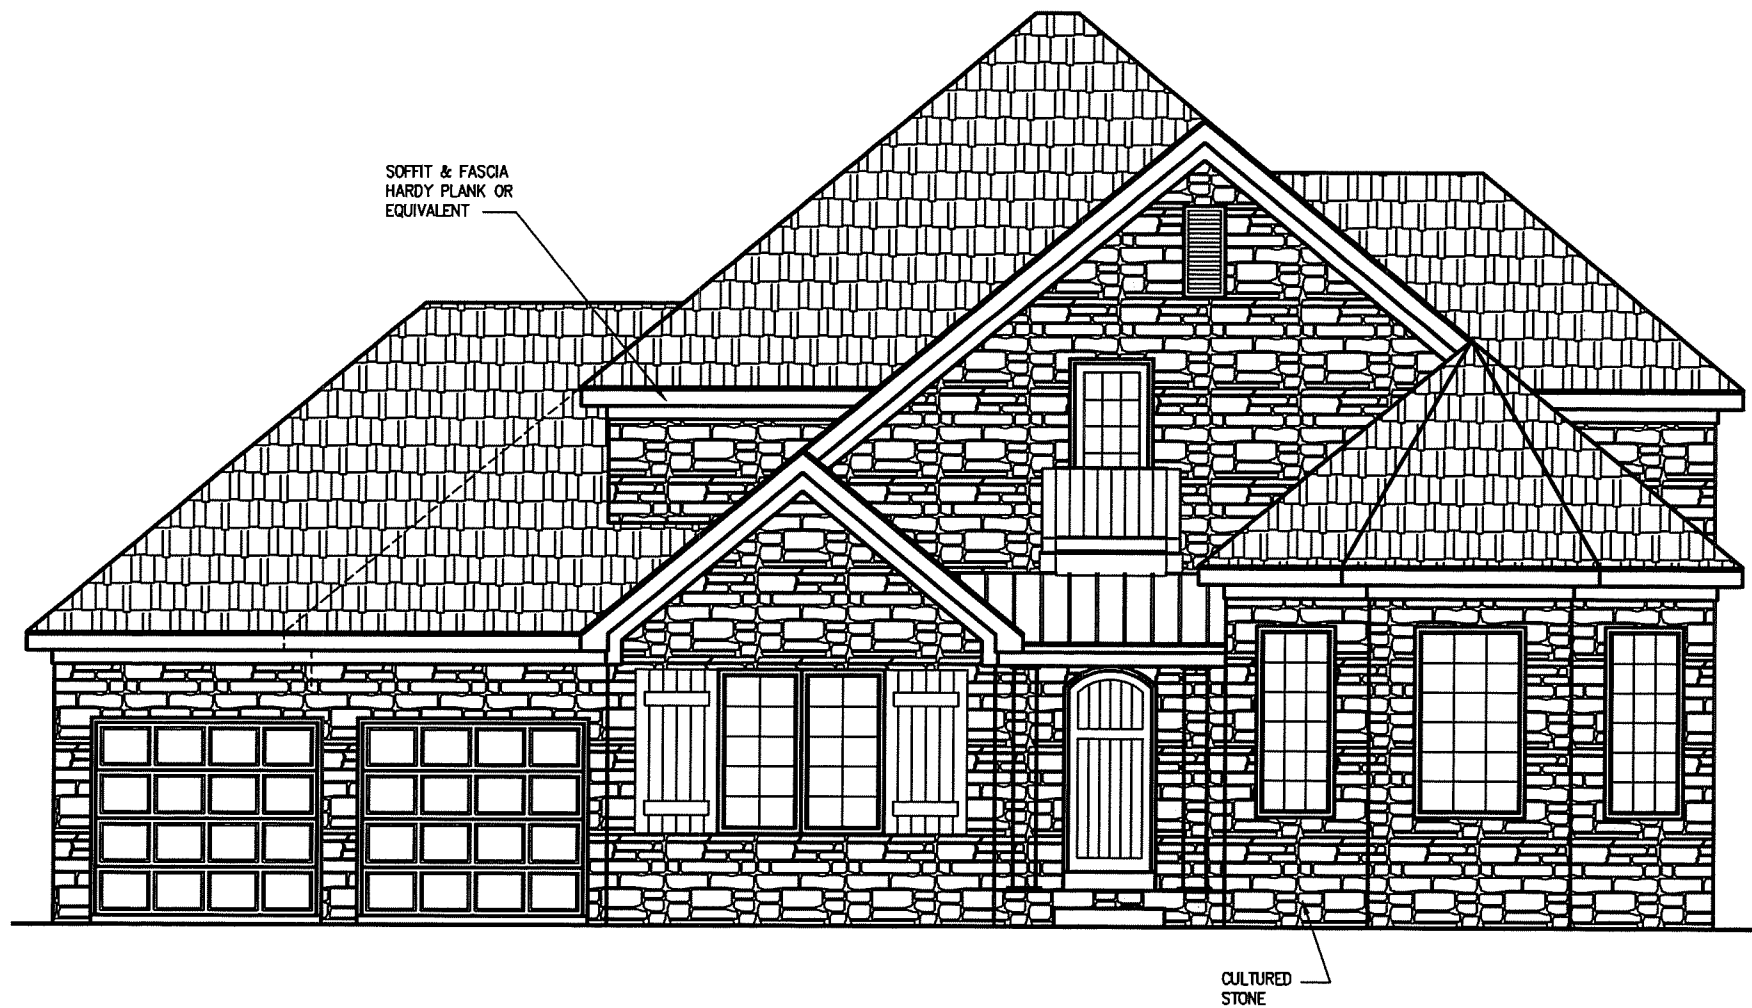 SOFFIT & FASCIA
HARDY PLANK OR
EQUIVALENT
CULTURED
STONE